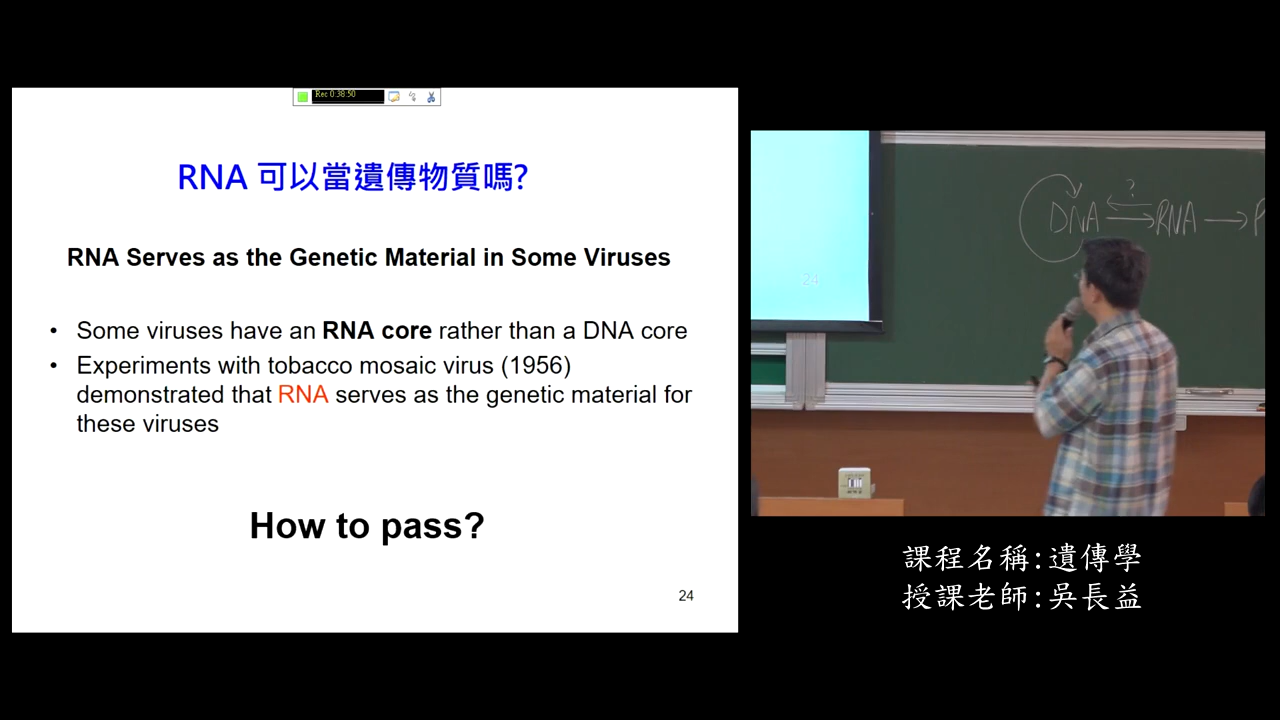 Rec 0:38:50
RNA 可以當遺傳物質嗎?
RNA Serves as the Genetic Material in Some Viruses
• Some viruses have an RNA core rather than a DNA core
• Experiments with tobacco mosaic virus (1956)
demonstrated that RNA serves as the genetic material for
these viruses
How to pass?
24
24
?
DNA → RNA → P
課程名稱:遺傳學
授課老師:吳長益